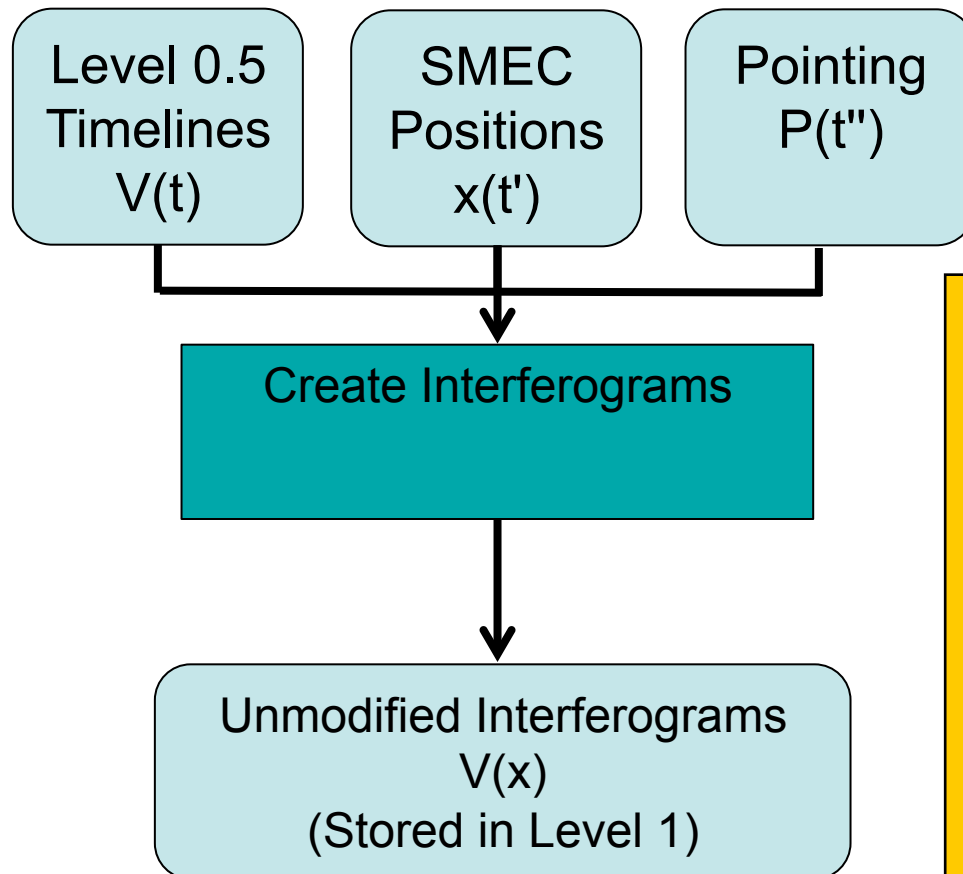 Level 0.5
Timelines
V(t)
SMEC
Positions
x(t')
Pointing
P(t")
Create Interferograms
Unmodified Interferograms
V(x)
(Stored in Level 1)